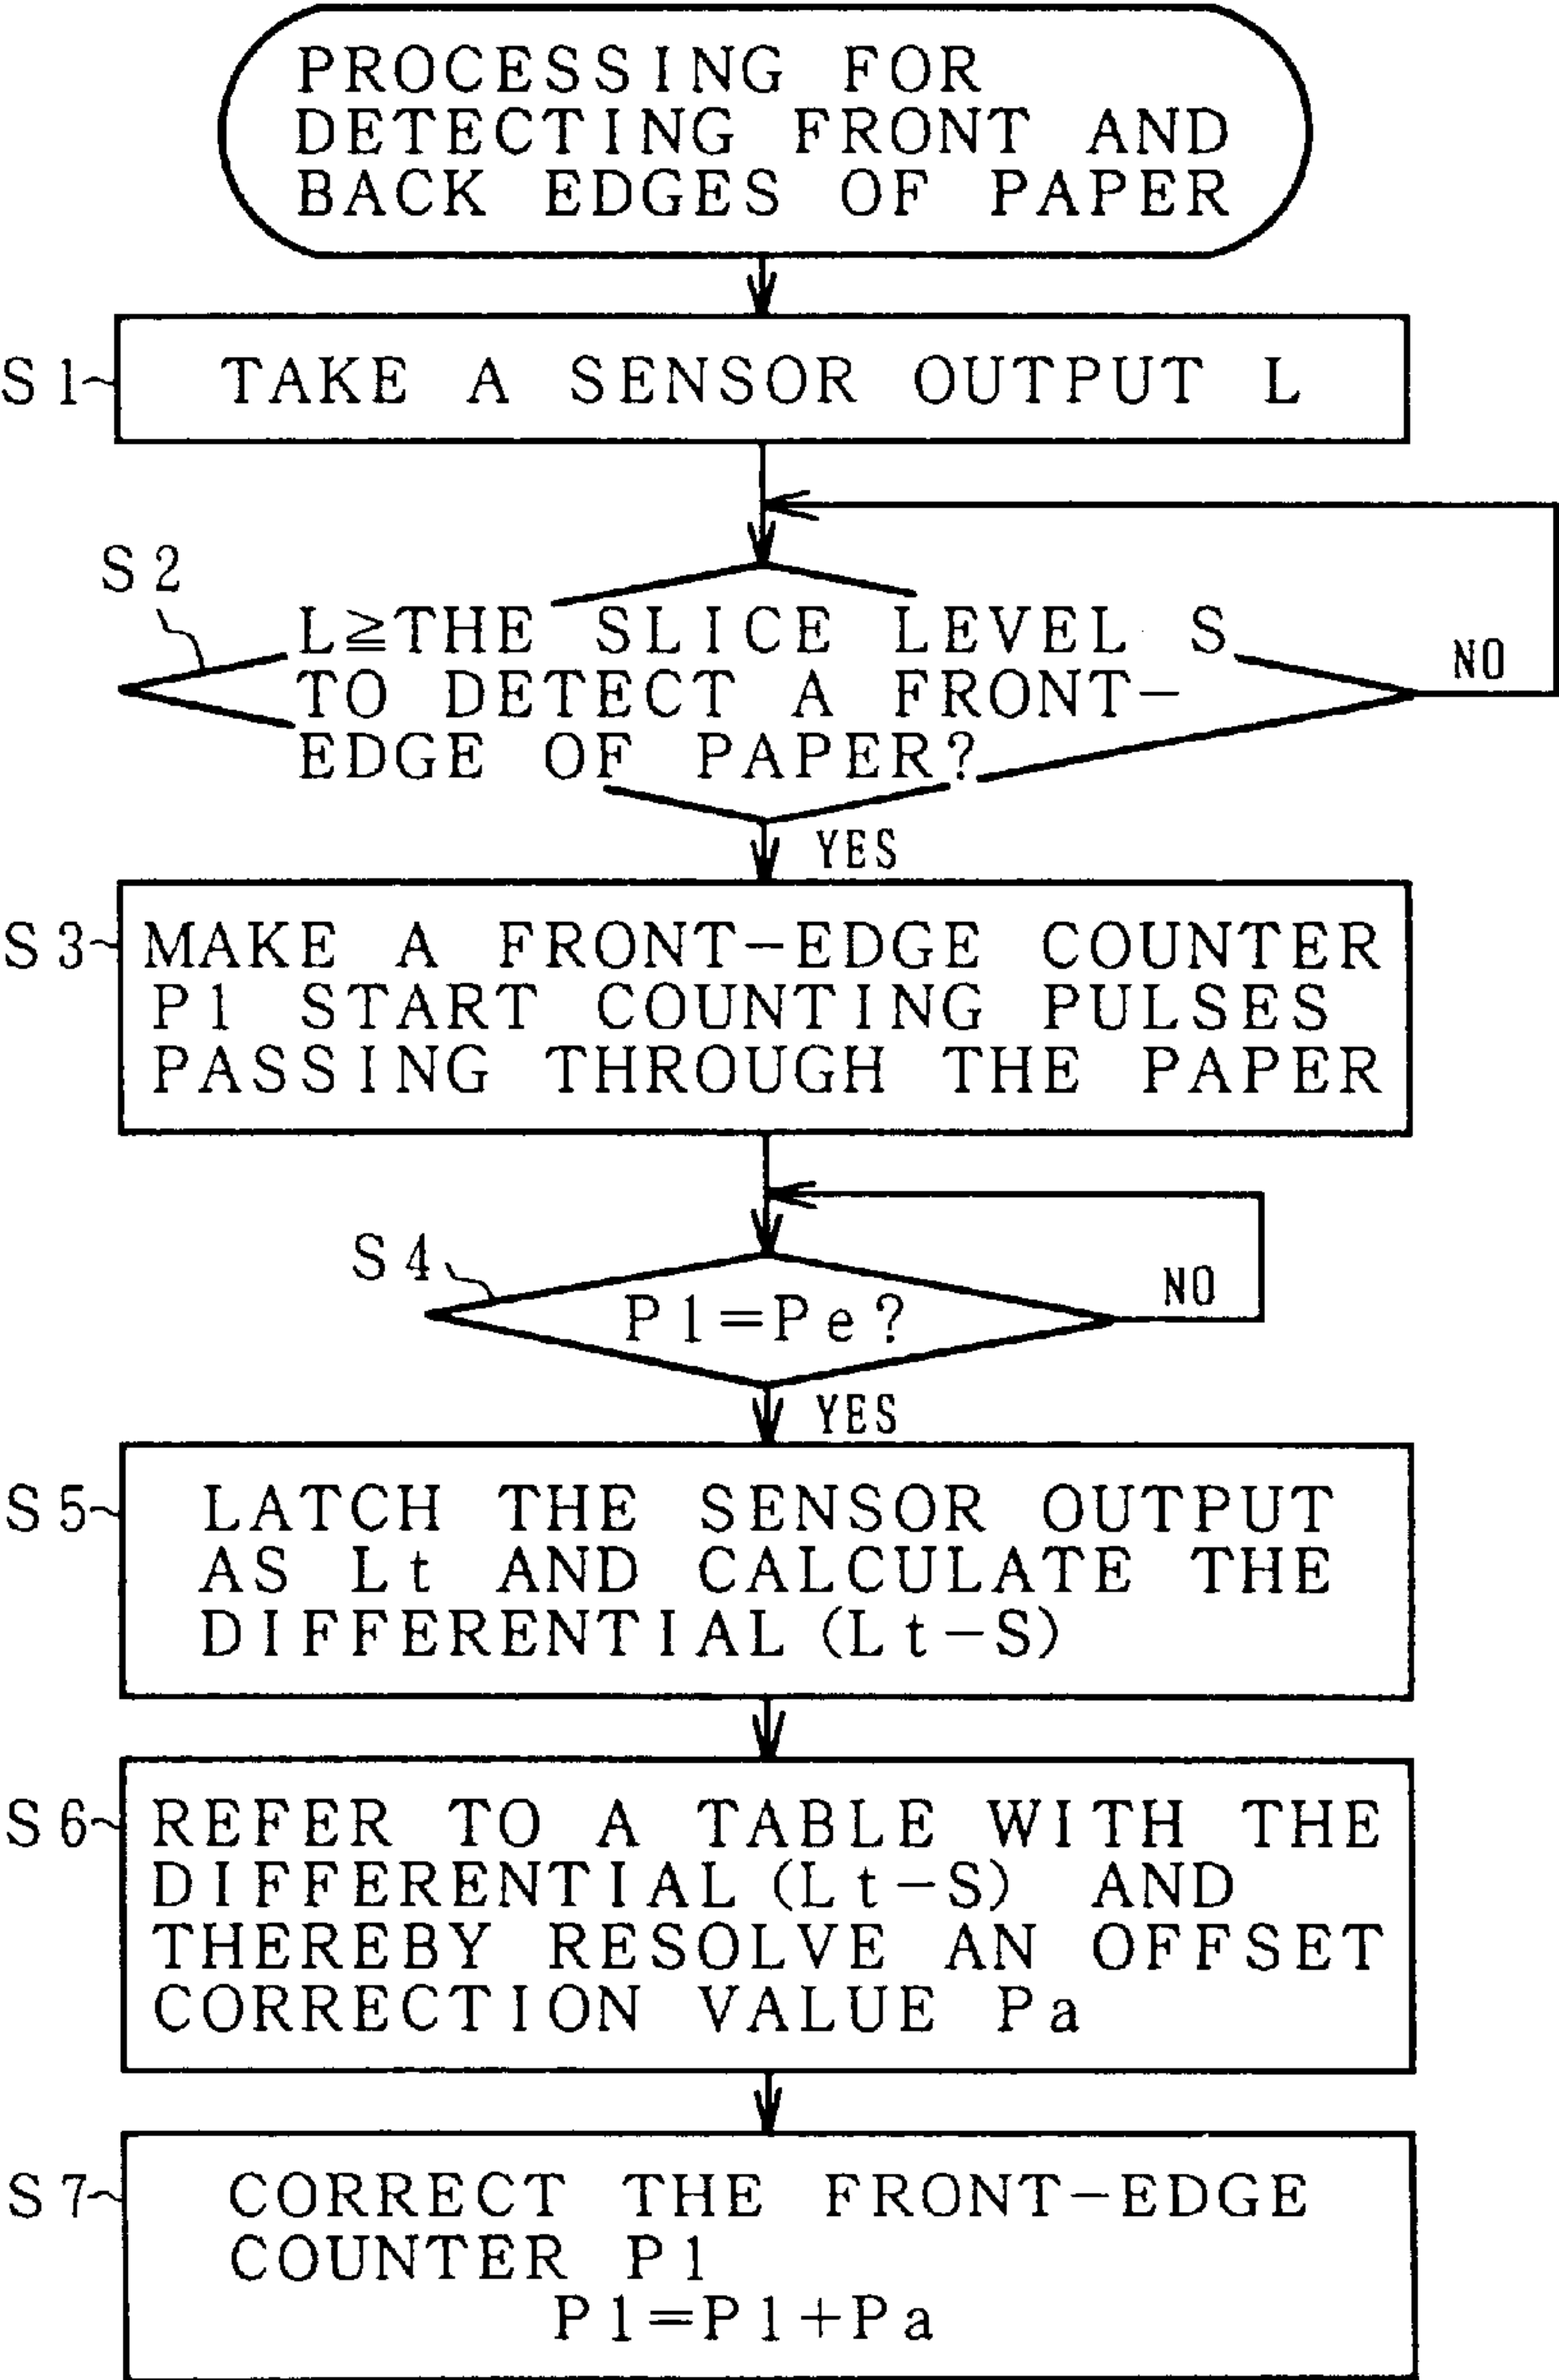 PROCESSING FOR
DETECTING FRONT AND
BACK EDGES OF PAPER
S1
TAKE A SENSOR OUTPUT L
S2
L≧THE SLICE LEVEL S
TO DETECT A FRONT-
EDGE OF PAPER?
NO
YES
S3
MAKE A FRONT-EDGE COUNTER
P1 START COUNTING PULSES
PASSING THROUGH THE PAPER
S4
P1=Pe?
NO
YES
S5
LATCH THE SENSOR OUTPUT
AS Lt AND CALCULATE THE
DIFFERENTIAL(Lt-S)
S6
REFER TO A TABLE WITH THE
DIFFERENTIAL(Lt-S) AND
THEREBY RESOLVE AN OFFSET
CORRECTION VALUE Pa
S7
CORRECT THE FRONT-EDGE
COUNTER P1
P1=P1+Pa